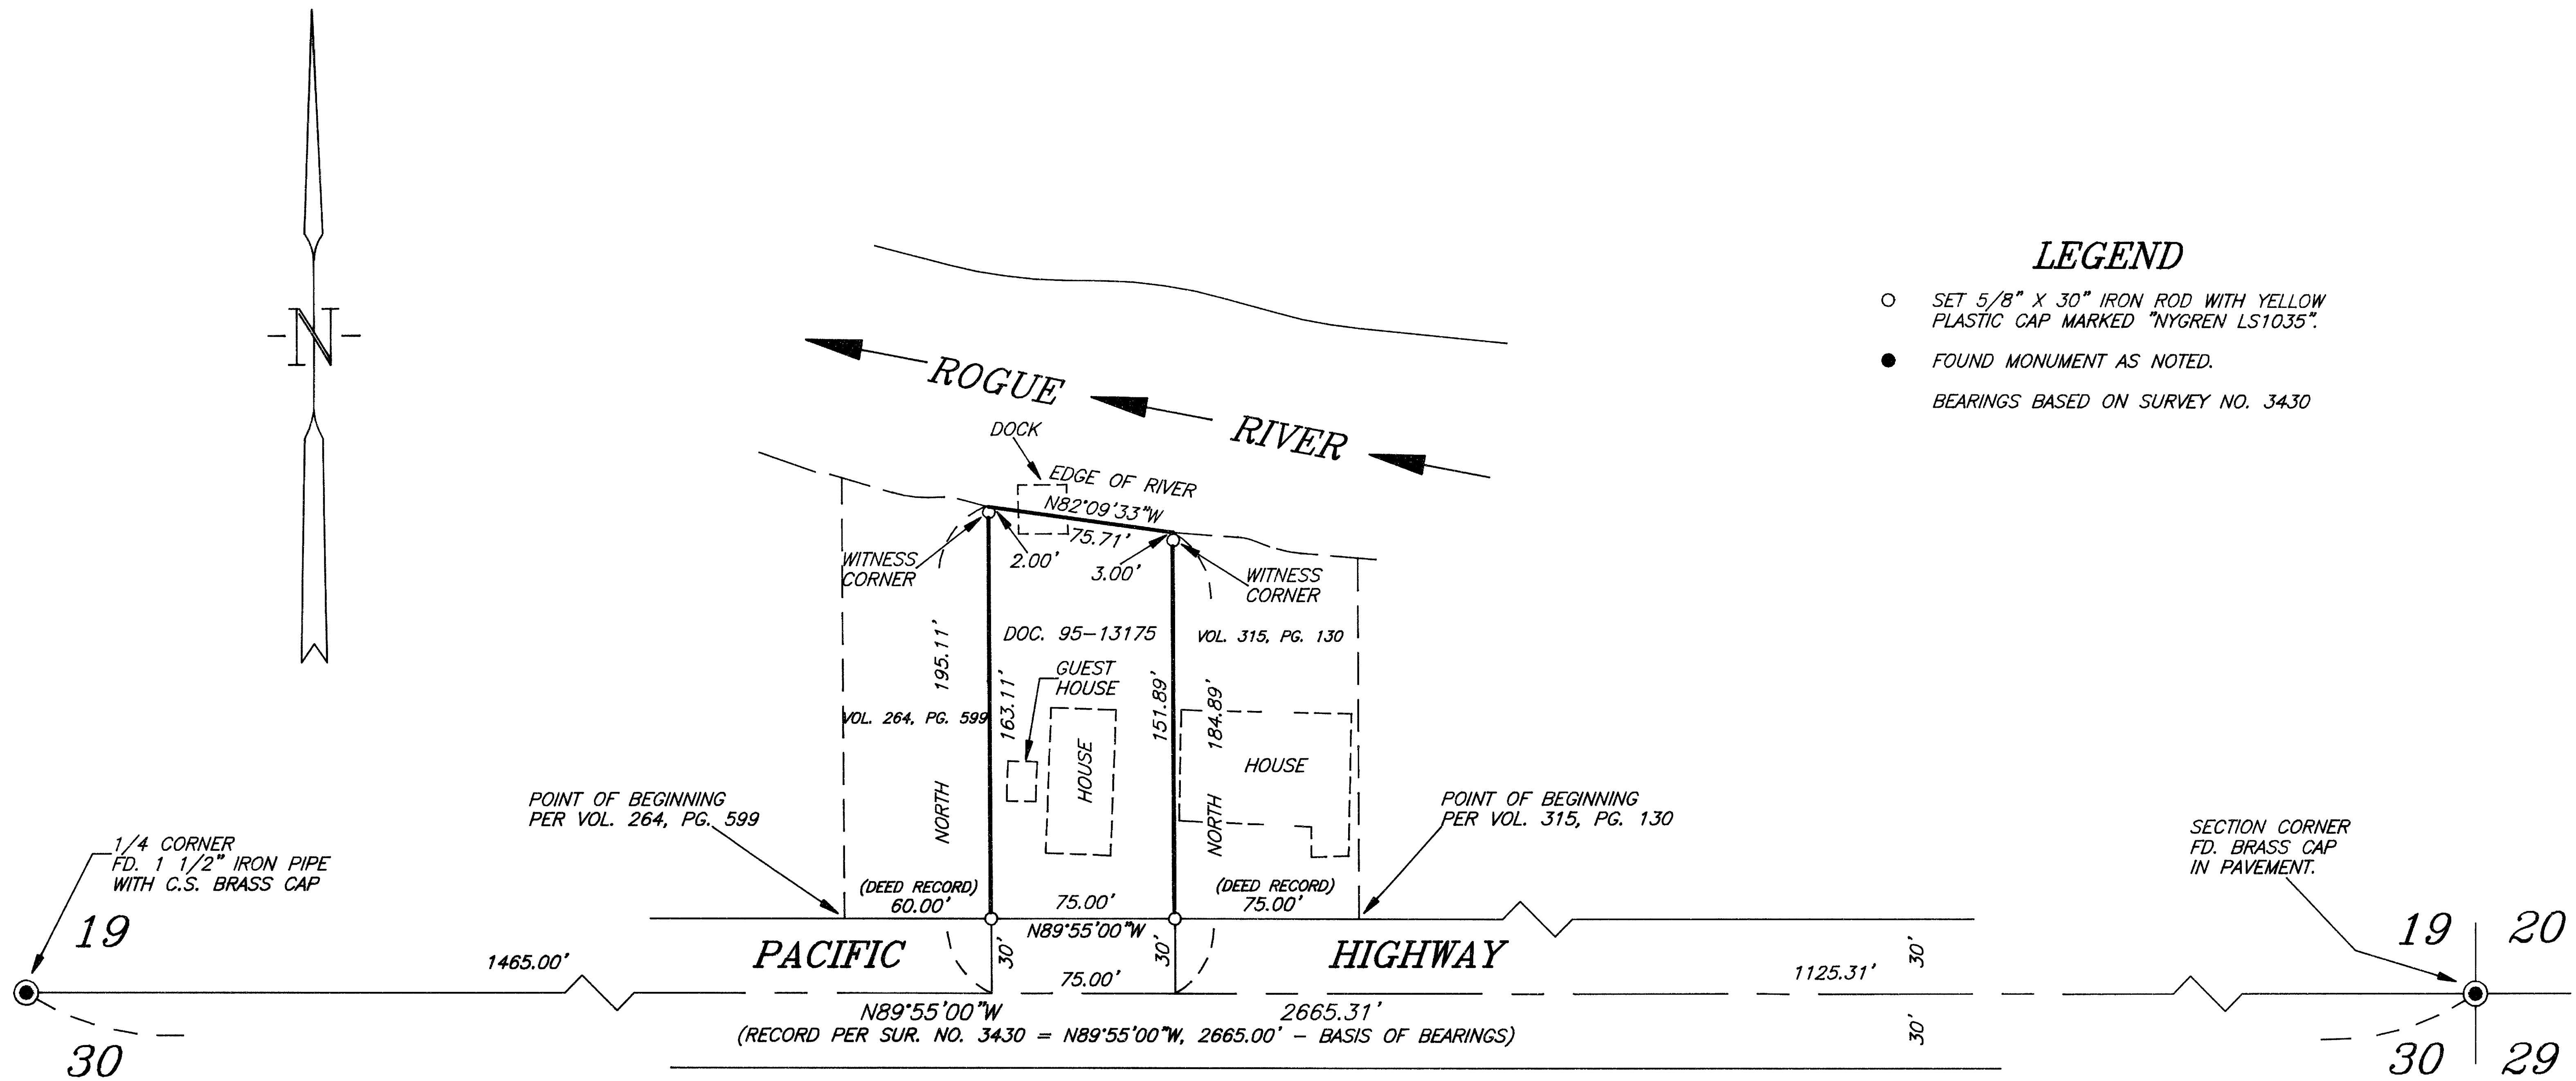 N
LEGEND
SET 5/8" X 30" IRON ROD WITH YELLOW
PLASTIC CAP MARKED "NYGREN LS1035".
FOUND MONUMENT AS NOTED.
BEARINGS BASED ON SURVEY NO. 3430
ROGUE
RIVER
DOCK
EDGE OF RIVER
N82°09'33"W
75.71'
WITNESS
CORNER
2.00'
3.00'
WITNESS
CORNER
195.11'
NORTH
163.11'
DOC. 95-13175
VOL. 315, PG. 130
GUEST
HOUSE
151.89'
184.89'
NORTH
VOL. 264, PG. 599
HOUSE
HOUSE
POINT OF BEGINNING
PER VOL. 264, PG. 599
POINT OF BEGINNING
PER VOL. 315, PG. 130
1/4 CORNER
FD. 1 1/2" IRON PIPE
WITH C.S. BRASS CAP
SECTION CORNER
FD. BRASS CAP
IN PAVEMENT.
(DEED RECORD)
60.00'
75.00'
(DEED RECORD)
75.00'
N89°55'00"W
19
PACIFIC
30'
30'
HIGHWAY
30'
19
20
1465.00'
75.00'
1125.31'
N89°55'00"W
2665.31'
(RECORD PER SUR. NO. 3430 = N89°55'00"W, 2665.00' - BASIS OF BEARINGS)
30'
30
30
29